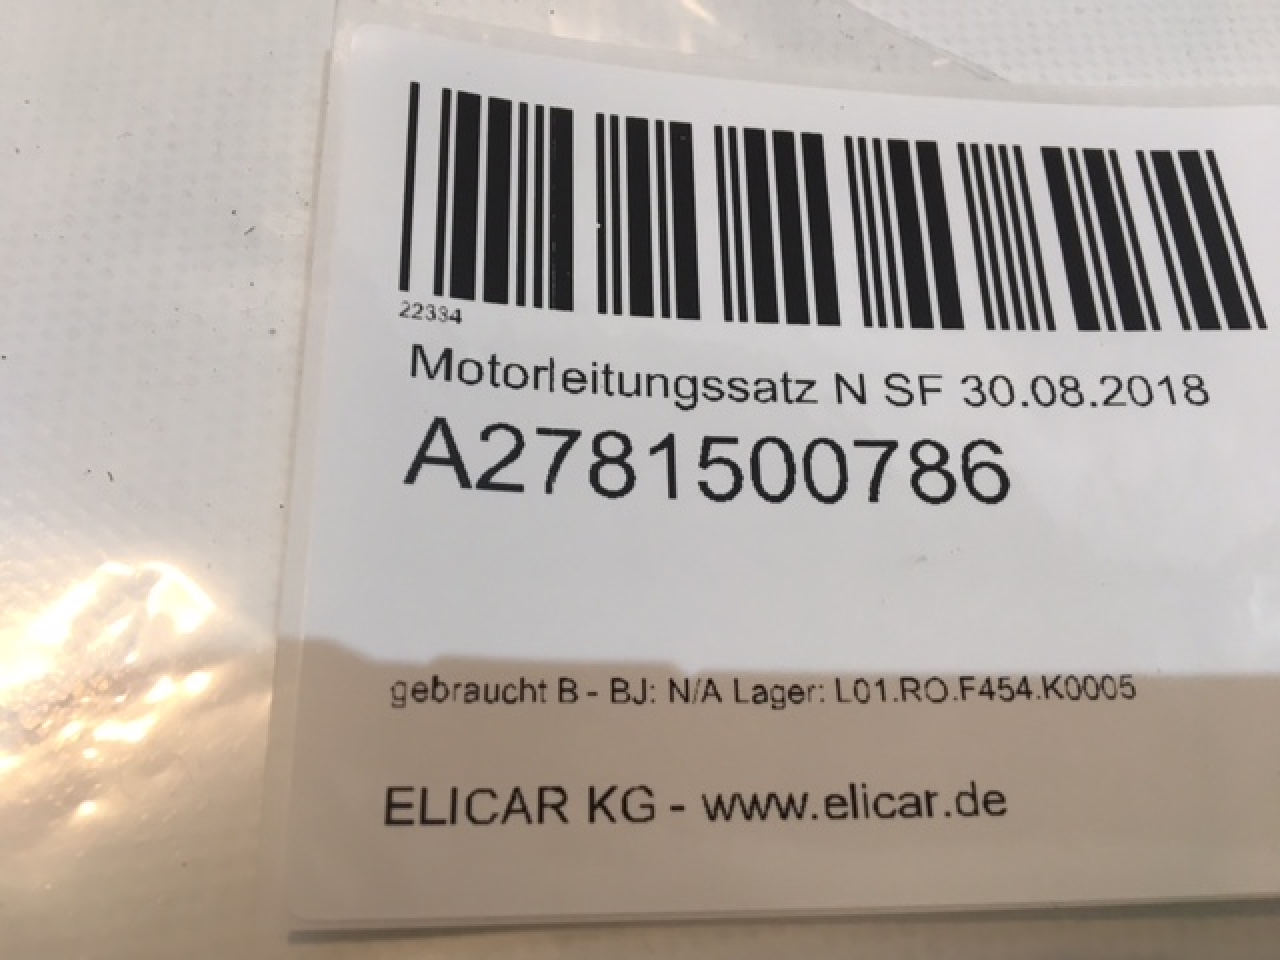 22334
Motorleitungssatz N SF 30.08.2018
A2781500786
gebraucht B - BJ: N/A Lager: L01.RO.F454.K0005
ELICAR KG - www.elicar.de